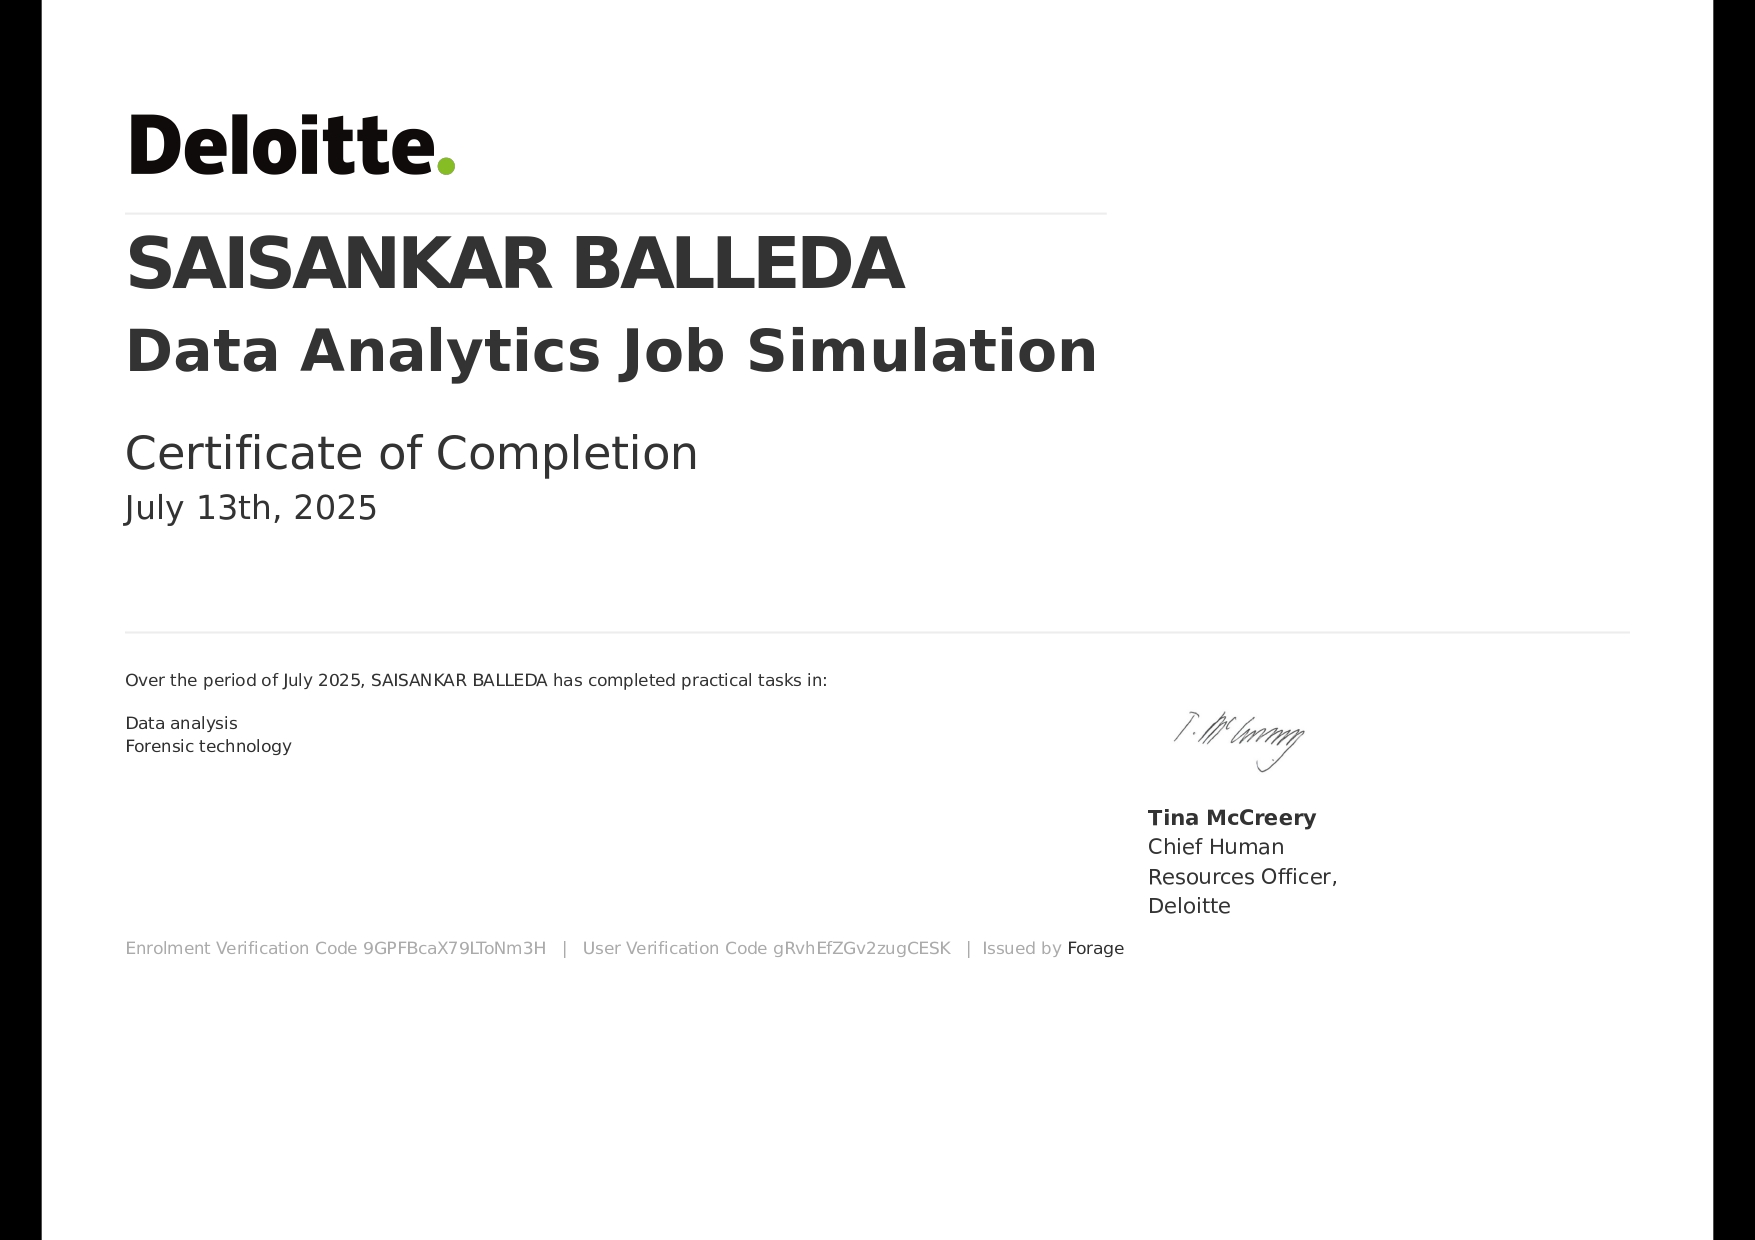 Deloitte.
SAISANKAR BALLEDA
Data Analytics Job Simulation
Certificate of Completion
July 13th, 2025
Over the period of July 2025, SAISANKAR BALLEDA has completed practical tasks in:
Data analysis
Forensic technology
T. McCreery
Tina McCreery
Chief Human
Resources Officer,
Deloitte
Enrolment Verification Code 9GPFBcaX79LToNm3H | User Verification Code gRvhEfZGv2zugCESK | Issued by Forage